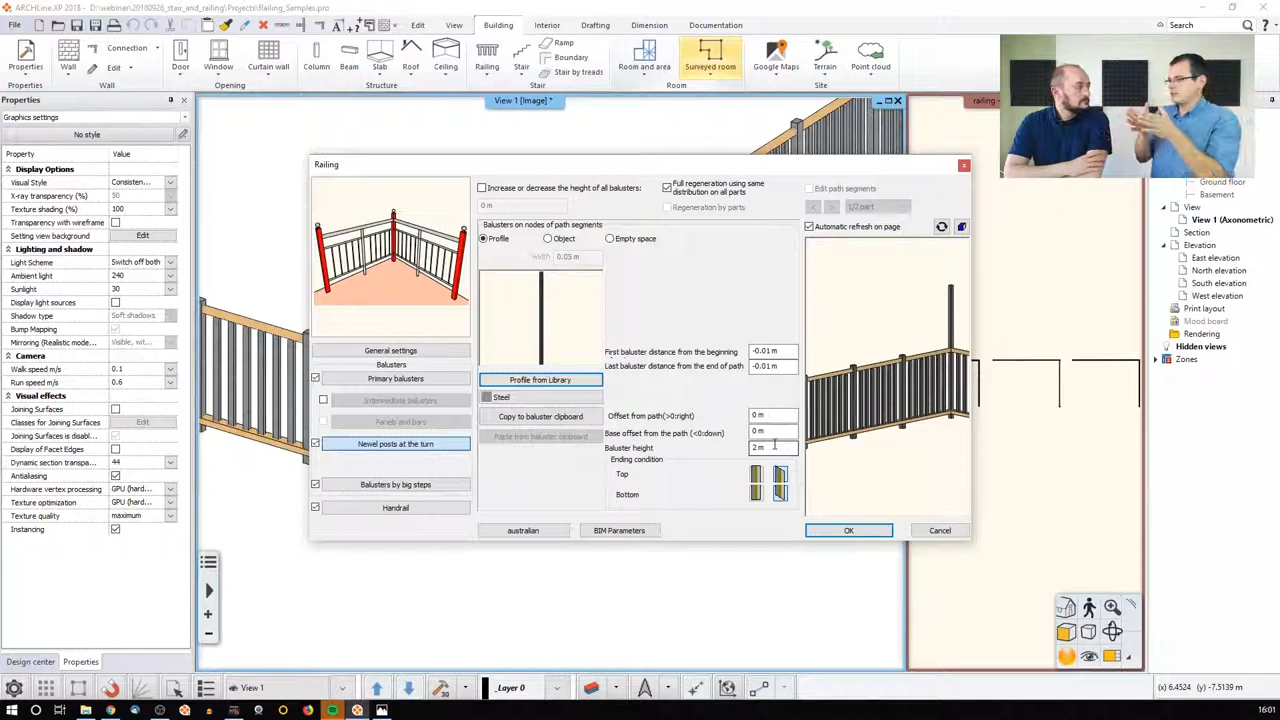 ARCHLine.XP 2018 - D:\webinar\20180926_stair_and_railing\Projects\Railing_Samples.pro
File
Edit
View
Building
Interior
Drafting
Dimension
Documentation
Search
Properties
Wall
Connection
Edit
Door
Window
Curtain wall
Column
Beam
Slab
Roof
Ceiling
Railing
Stair
Ramp
Boundary
Stair by treads
Room and area
Surveyed room
Google Maps
Terrain
Point cloud
Properties
Wall
Opening
Structure
Stair
Room
Site
Properties
Graphics settings
No style
Property Value
Display Options
Visual Style Consisten...
X-ray transparency (%) 50
Texture shading (%) 100
Transparency with wireframe
Setting view background Edit
Lighting and shadow
Light Scheme Switch off both
Ambient light 240
Sunlight 30
Display light sources
Shadow type Soft shadows
Bump Mapping
Mirroring (Realistic mode... Visible, wit...
Camera
Walk speed m/s 0.1
Run speed m/s 0.6
Visual effects
Joining Surfaces
Classes for Joining Surfaces Edit
Joining Surfaces is disabl...
Display of Facet Edges
Dynamic section transpa... 44
Antialiasing
Hardware vertex processing GPU (hard...
Texture optimization GPU (hard...
Texture quality maximum
Instancing
Design center
Properties
View 1 [Image] *
railing -
Railing
Increase or decrease the height of all balusters:
0 m
Full regeneration using same
distribution on all parts
Regeneration by parts
Edit path segments
< > 1/2 part
Automatic refresh on page
Balusters on nodes of path segments
Profile Object Empty space
Width 0.05 m
First baluster distance from the beginning -0.01 m
Last baluster distance from the end of path -0.01 m
Profile from Library
Steel
Copy to baluster clipboard
Paste from baluster clipboard
Offset from path(>0:right) 0 m
Base offset from the path (<0:down) 0 m
Baluster height 2 m
Ending condition
Top
Bottom
General settings
Balusters
Primary balusters
Intermediate balusters
Panels and bars
Newel posts at the turn
Balusters by big steps
Handrail
australian
BIM Parameters
OK
Cancel
Ground floor
Basement
View
View 1 (Axonometric)
Section
Elevation
East elevation
North elevation
South elevation
West elevation
Print layout
Mood board
Rendering
Hidden views
Zones
View 1
Layer 0
(x) 6.4524 (y) -7.5139 m
16:01